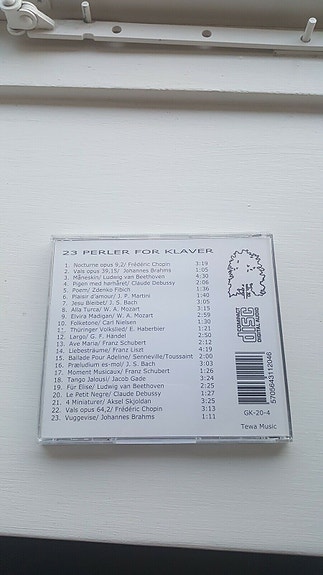 23 PERLER FOR KLAVER
1. Nocturne opus 9,2/ Frédéric Chopin 3:19
2. Vals opus 39,15/ Johannes Brahms 1:05
3. Måneskin/ Ludwig van Beethoven 4:30
4. Pigen med hørhåret/ Claude Debussy 2:06
5. Poem/ Zdenko Fibich 1:36
6. Plaisir d'amour/ J. P. Martini 1:40
7. Jesu Bleibet/ J. S. Bach 3:05
8. Alla Turca/ W. A. Mozart 3:15
9. Elvira Madigan/ W. A. Mozart 2:59
10. Folketone/ Carl Nielsen 1:30
11. Thüringer Volkslied/ E. Haberbier 1:21
12. Largo/ G. F. Händel 2:50
13. Ave Maria/ Franz Schubert 2:11
14. Liebesträume/ Franz Liszt 4:19
15. Ballade Pour Adeline/ Senneville/Toussaint 2:00
16. Præludium es-mol/ J. S. Bach 3:03
17. Moment Musicaux/ Franz Schubert 1:26
18. Tango Jalousi/ Jacob Gade 3:24
19. Für Elise/ Ludwig van Beethoven 2:25
20. Le Petit Negre/ Claude Debussy 1:27
21. 4 Miniaturer/ Aksel Skjoldan 3:25
22. Vals opus 64,2/ Frédéric Chopin 3:13
23. Vuggevise/ Johannes Brahms 1:11
COMPACT
disc
DIGITAL AUDIO
5705643112046
GK-20-4
Tewa Music